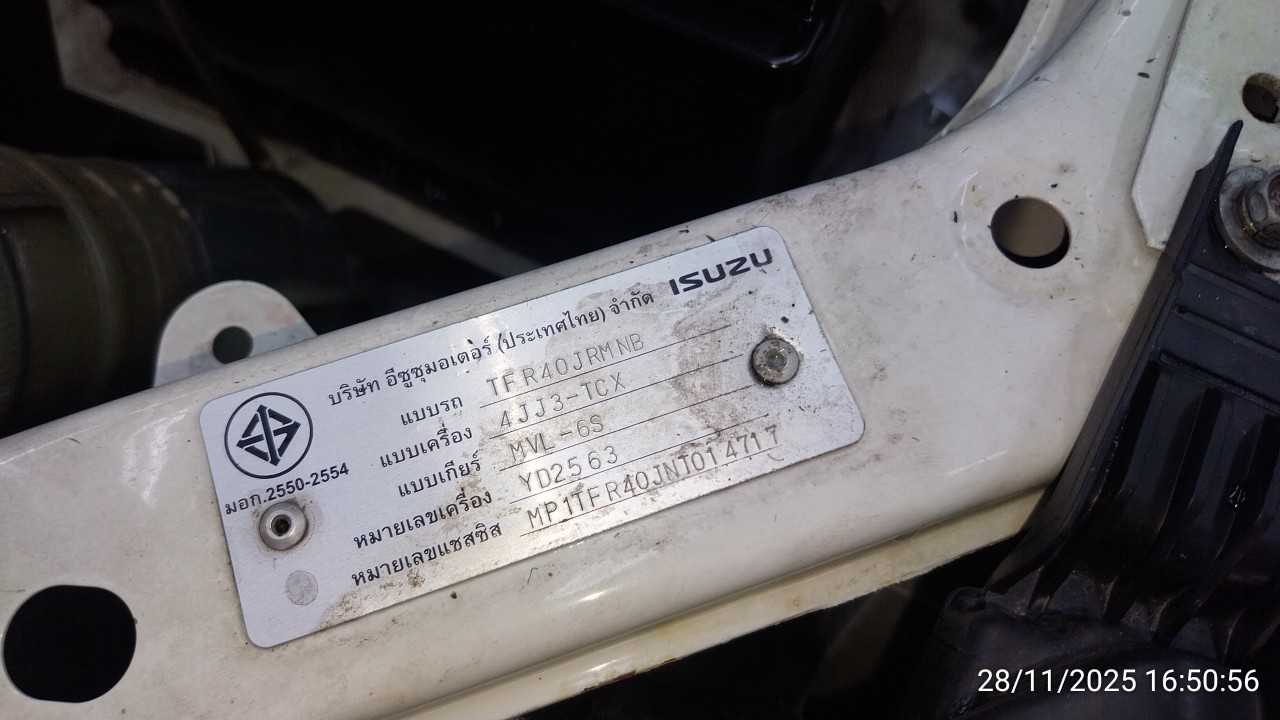 บริษัท อีซูซุมอเตอร์ (ประเทศไทย) จำกัด ISUZU
แบบรถ TFR40JRMNB
แบบเครื่อง 4JJ3-TCX
แบบเกียร์ MVL-6S
หมายเลขเครื่อง YD2563
หมายเลขแชสซิส MP1TFR40JNT014717
มอก.2550-2554
28/11/2025 16:50:56